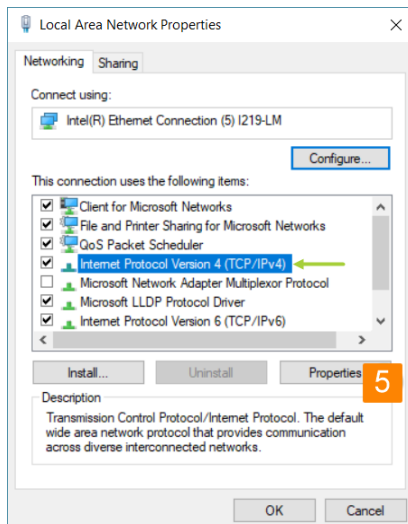 Local Area Network Properties
Networking
Sharing
Connect using:
Intel(R) Ethernet Connection (5) I219-LM
Configure...
This connection uses the following items:
Client for Microsoft Networks
File and Printer Sharing for Microsoft Networks
QoS Packet Scheduler
Internet Protocol Version 4 (TCP/IPv4)
Microsoft Network Adapter Multiplexor Protocol
Microsoft LLDP Protocol Driver
Internet Protocol Version 6 (TCP/IPv6)
Install...
Uninstall
Properties
5
Description
Transmission Control Protocol/Internet Protocol. The default
wide area network protocol that provides communication
across diverse interconnected networks.
OK
Cancel